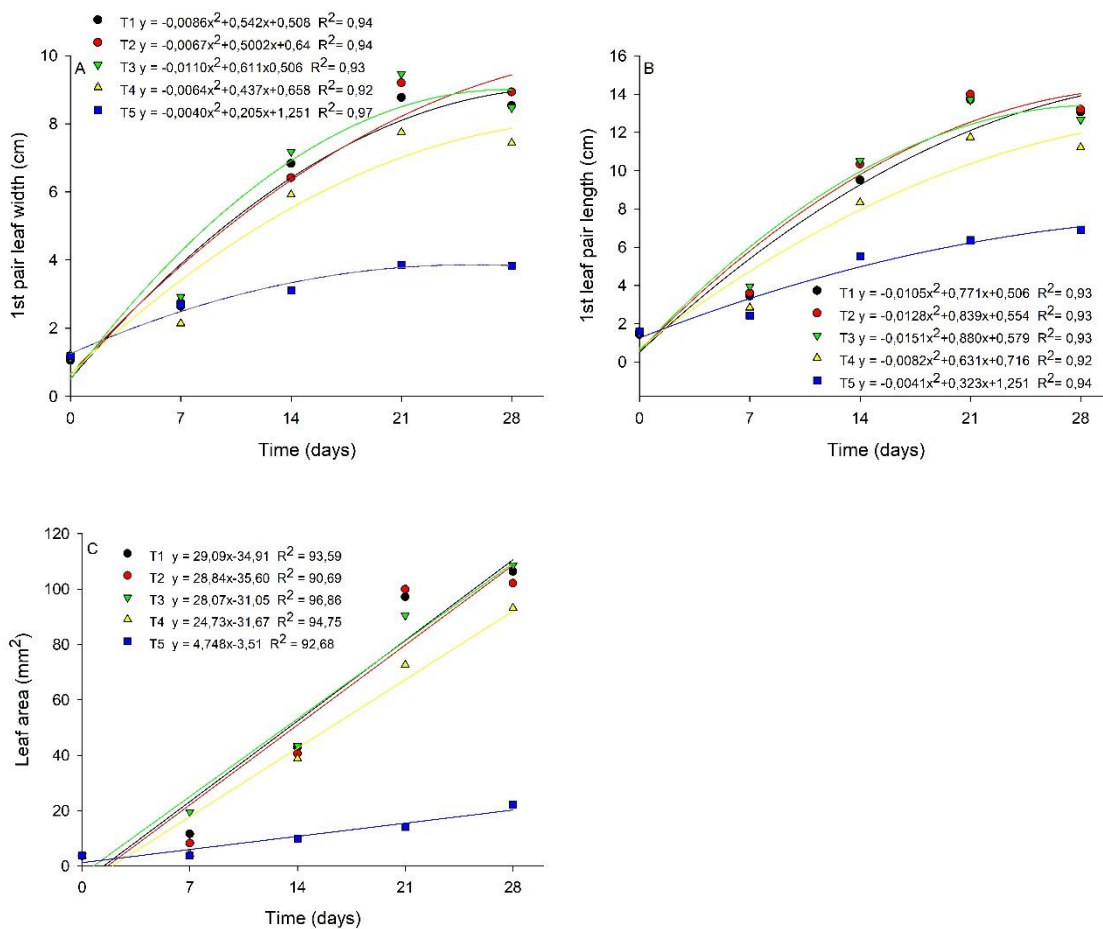 T1 y = -0,0086x²+0,542x+0,508 R²= 0,94
T2 y = -0,0067x²+0,5002x+0,64 R²= 0,94
T3 y = -0,0110x²+0,611x0,506 R²= 0,93
T4 y = -0,0064x²+0,437x+0,658 R²= 0,92
T5 y = -0,0040x²+0,205x+1,251 R²= 0,97
A
10
8
6
4
2
0
1st pair leaf width (cm)
0 7 14 21 28
Time (days)
B
16
14
12
10
8
6
4
2
0
1st leaf pair length (cm)
T1 y = -0,0105x²+0,771x+0,506 R²= 0,93
T2 y = -0,0128x²+0,839x+0,554 R²= 0,93
T3 y = -0,0151x²+0,880x+0,579 R²= 0,93
T4 y = -0,0082x²+0,631x+0,716 R²= 0,92
T5 y = -0,0041x²+0,323x+1,251 R²= 0,94
0 7 14 21 28
Time (days)
C
120
100
80
60
40
20
0
Leaf area (mm²)
T1 y = 29,09x-34,91 R² = 93,59
T2 y = 28,84x-35,60 R² = 90,69
T3 y = 28,07x-31,05 R² = 96,86
T4 y = 24,73x-31,67 R² = 94,75
T5 y = 4,748x-3,51 R² = 92,68
0 7 14 21 28
Time (days)